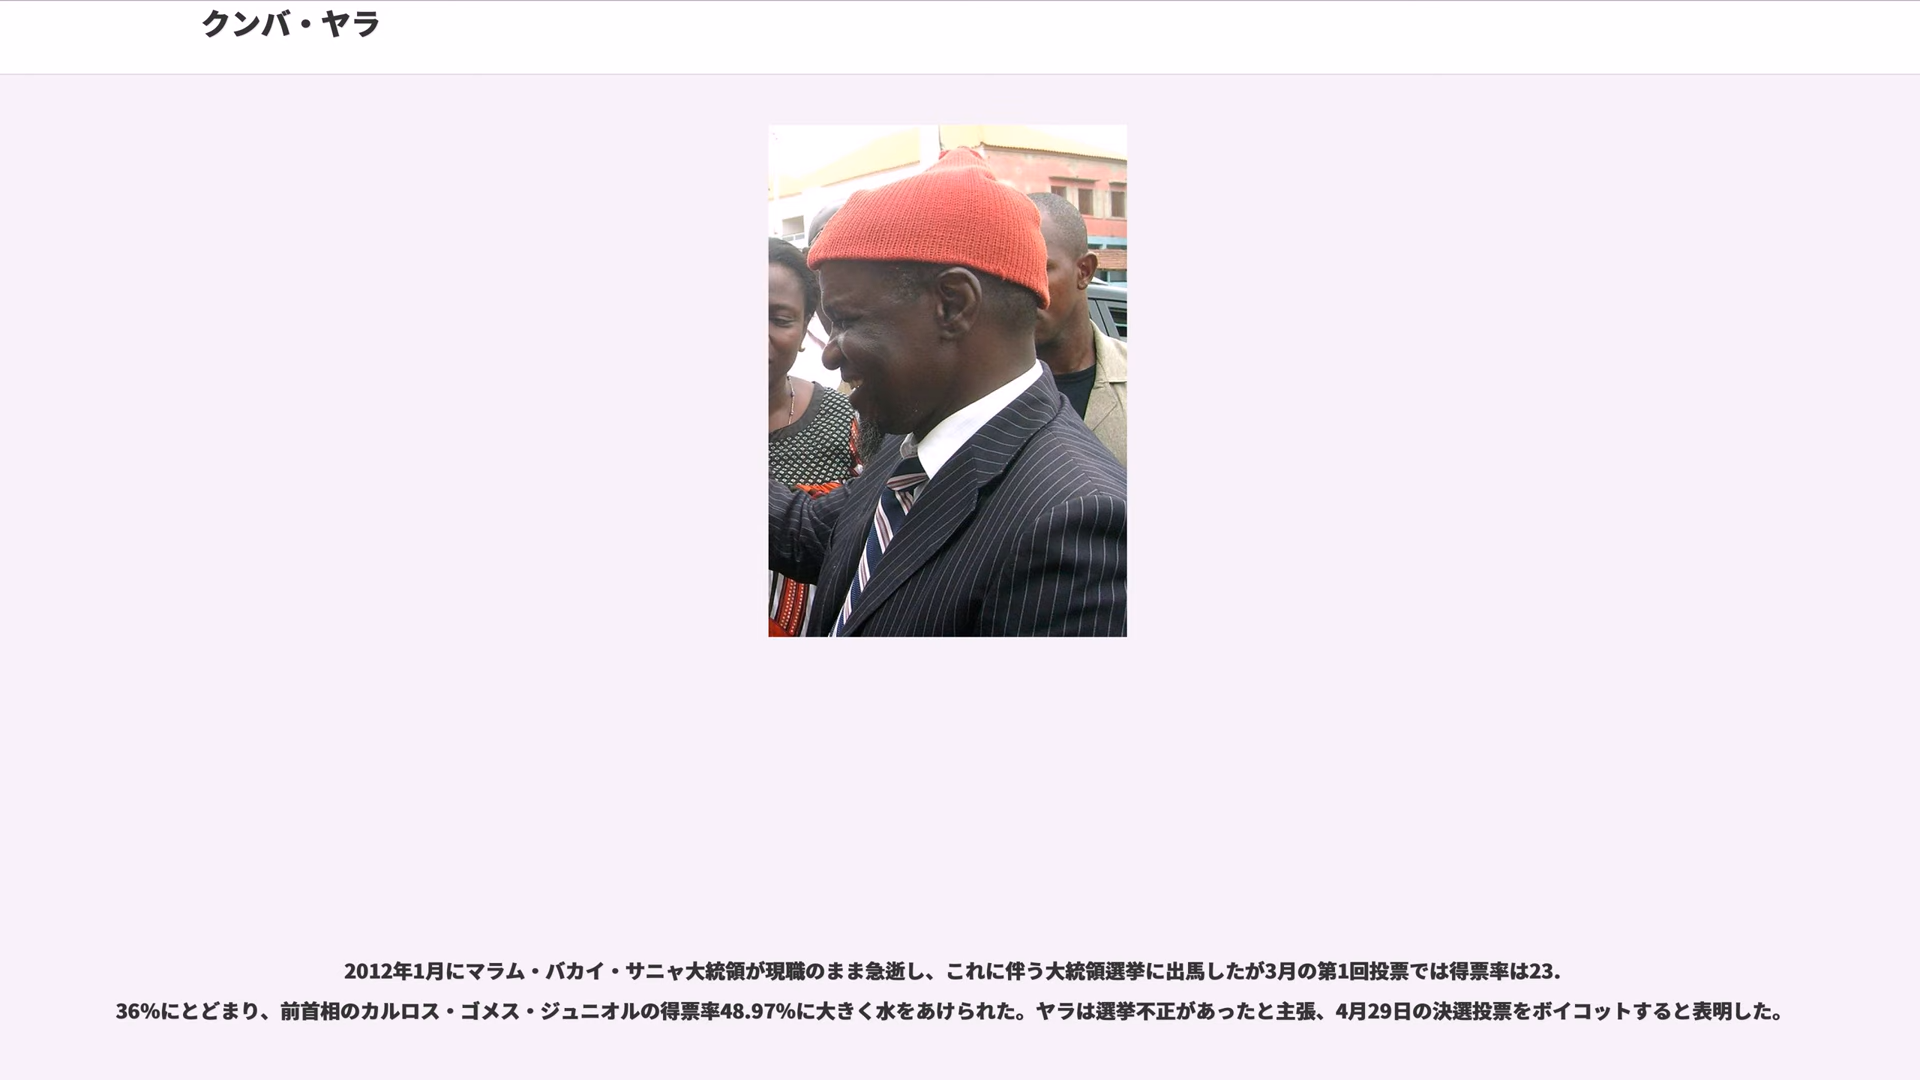 クンバ・ヤラ
2012年1月にマラム・バカイ・サニャ大統領が現職のまま急逝し、これに伴う大統領選挙に出馬したが3月の第1回投票では得票率は23.
36%にとどまり、前首相のカルロス・ゴメス・ジュニオルの得票率48.97%に大きく水をあけられた。ヤラは選挙不正があったと主張、4月29日の決選投票をボイコットすると表明した。